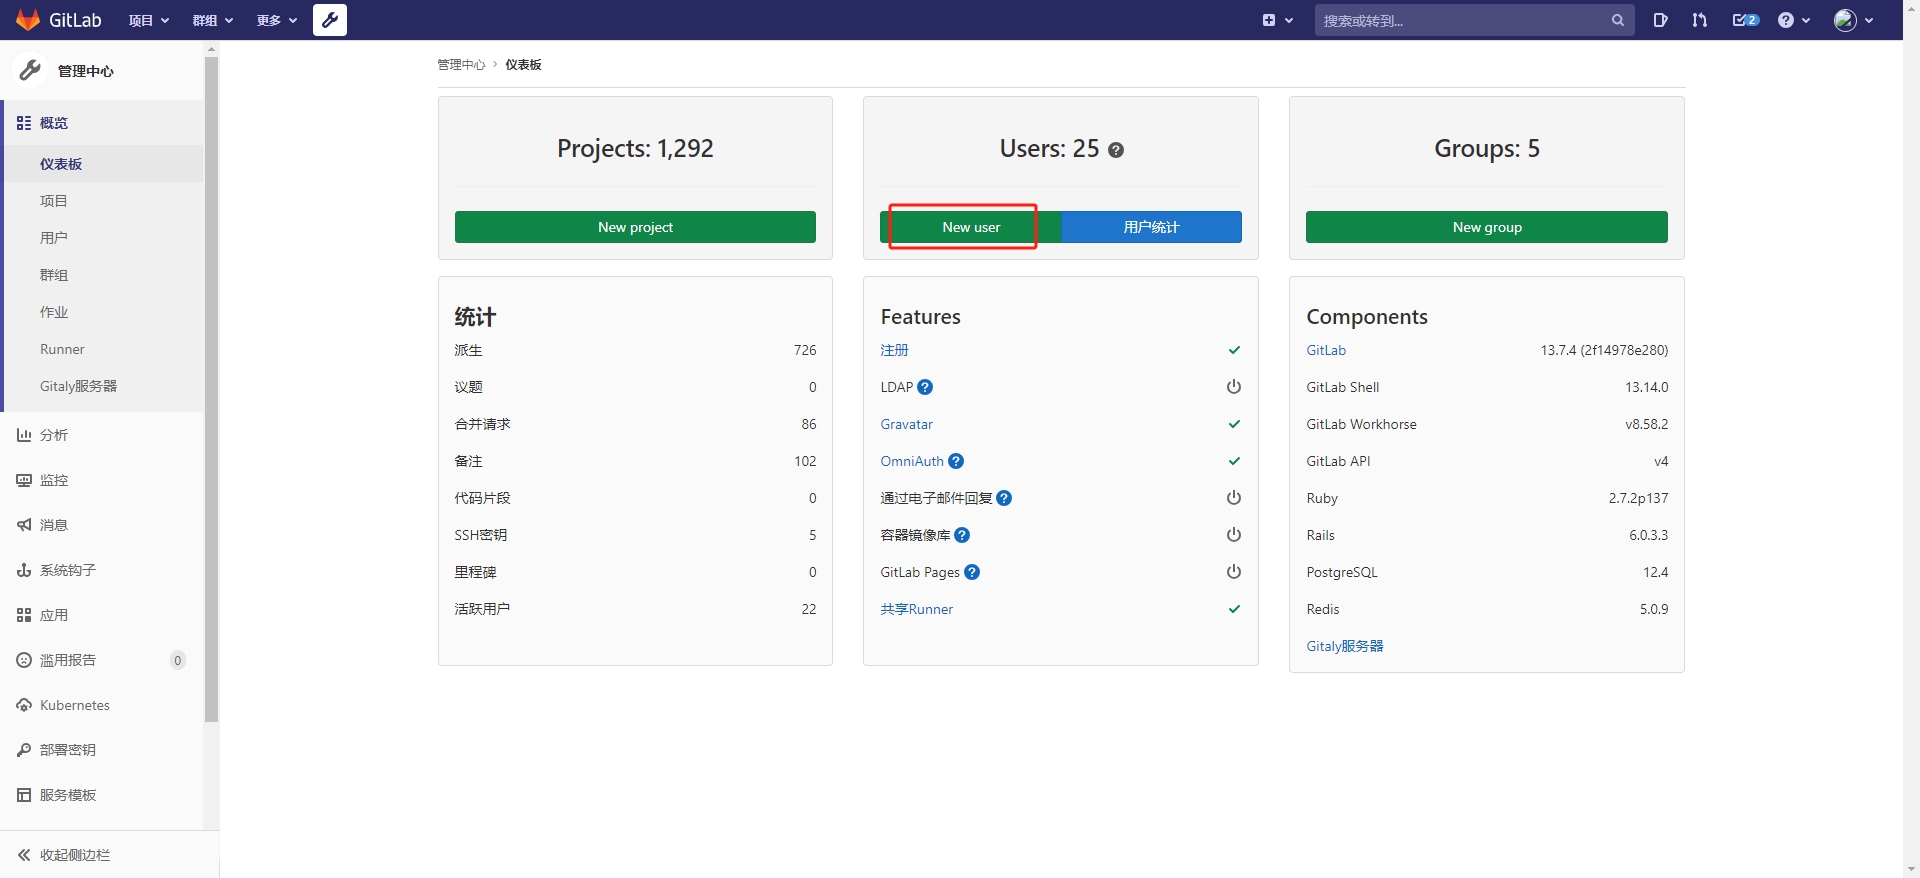 GitLab 项目 群组 更多 搜索或转到... 2
管理中心
概览
仪表板
项目
用户
群组
作业
Runner
Gitaly服务器
分析
监控
消息
系统钩子
应用
滥用报告 0
Kubernetes
部署密钥
服务模板
收起侧边栏
管理中心 > 仪表板
Projects: 1,292
New project
Users: 25
New user 用户统计
Groups: 5
New group
统计
派生 726
议题 0
合并请求 86
备注 102
代码片段 0
SSH密钥 5
里程碑 0
活跃用户 22
Features
注册
LDAP
Gravatar
OmniAuth
通过电子邮件回复
容器镜像库
GitLab Pages
共享Runner
Components
GitLab 13.7.4 (2f14978e280)
GitLab Shell 13.14.0
GitLab Workhorse v8.58.2
GitLab API v4
Ruby 2.7.2p137
Rails 6.0.3.3
PostgreSQL 12.4
Redis 5.0.9
Gitaly服务器